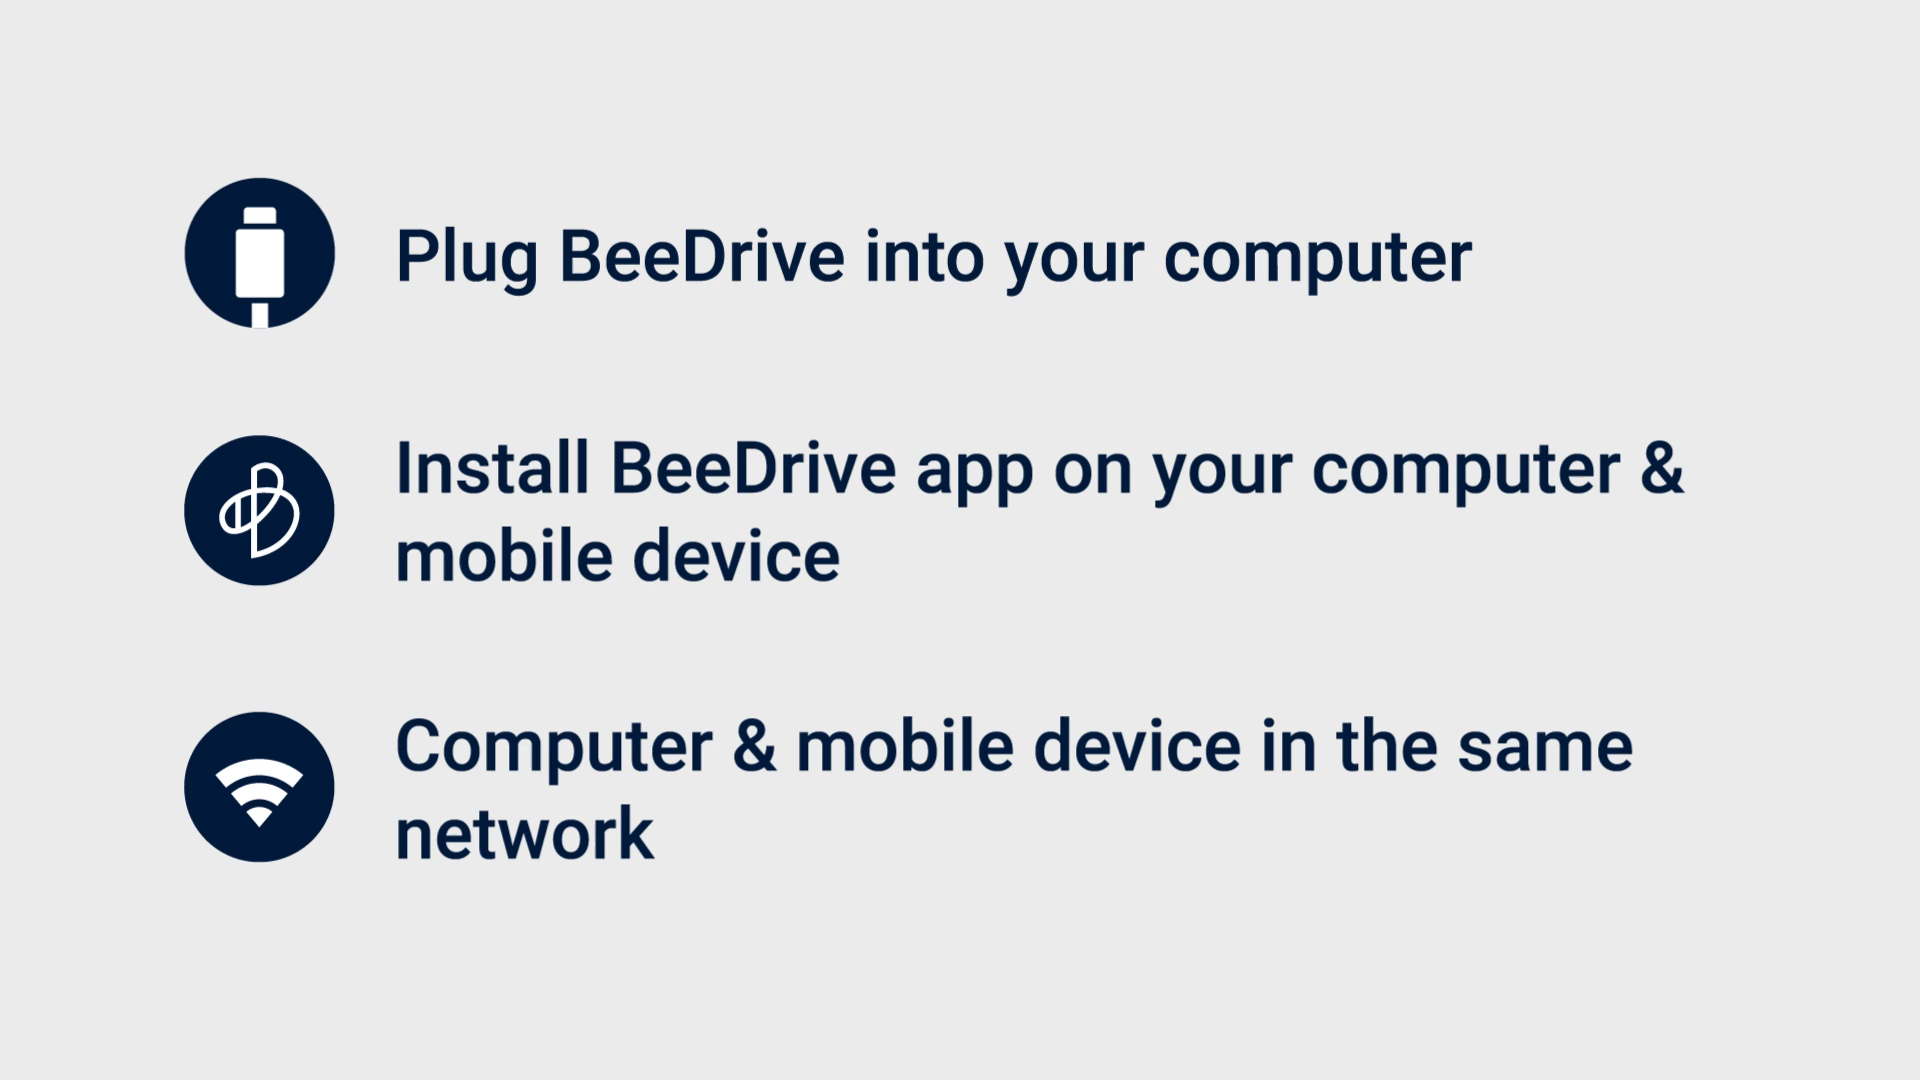 Plug BeeDrive into your computer
Install BeeDrive app on your computer &
mobile device
Computer & mobile device in the same
network